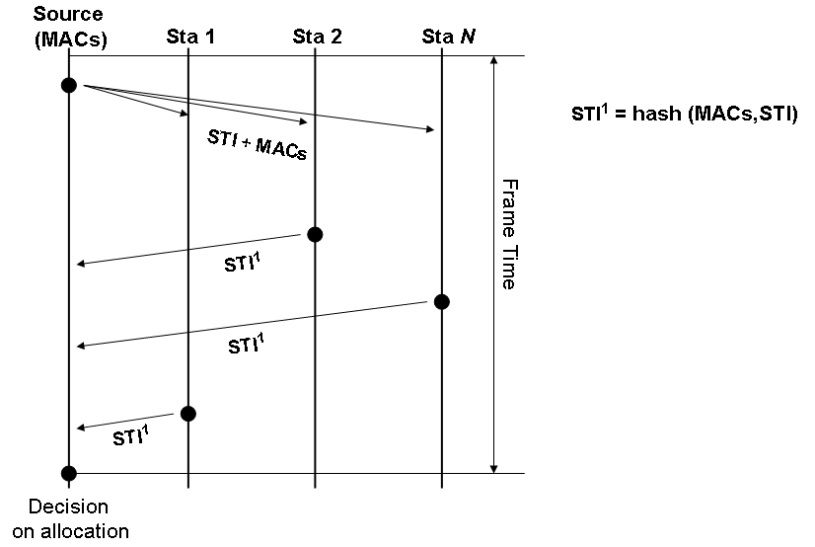 Source
(MACs)
Sta 1
Sta 2
Sta N
STI¹ = hash (MACs,STI)
STI + MACs
Frame Time
STI¹
STI¹
STI¹
Decision
on allocation